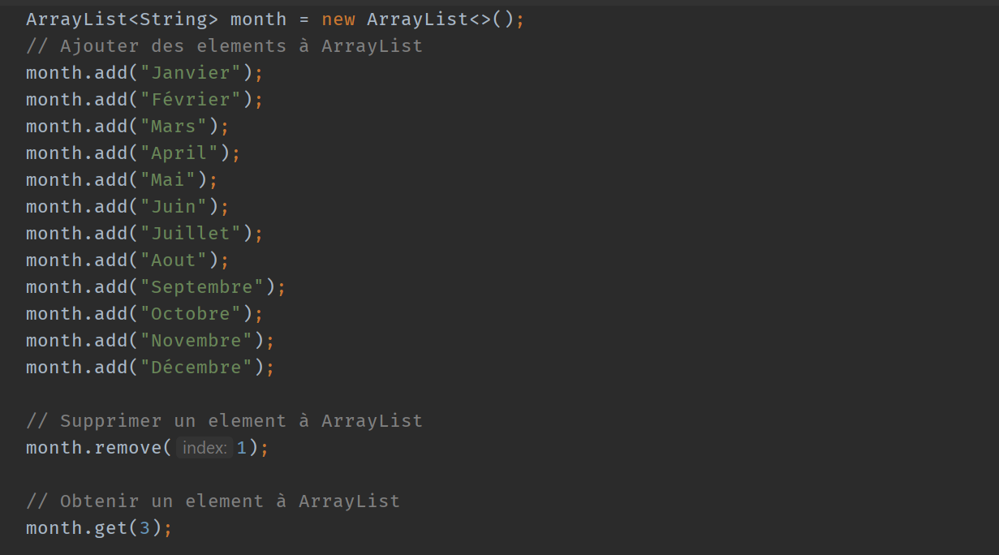 ArrayList<String> month = new ArrayList<>();
// Ajouter des elements à ArrayList
month.add("Janvier");
month.add("Février");
month.add("Mars");
month.add("April");
month.add("Mai");
month.add("Juin");
month.add("Juillet");
month.add("Aout");
month.add("Septembre");
month.add("Octobre");
month.add("Novembre");
month.add("Décembre");
// Supprimer un element à ArrayList
month.remove( index: 1);
// Obtenir un element à ArrayList
month.get(3);